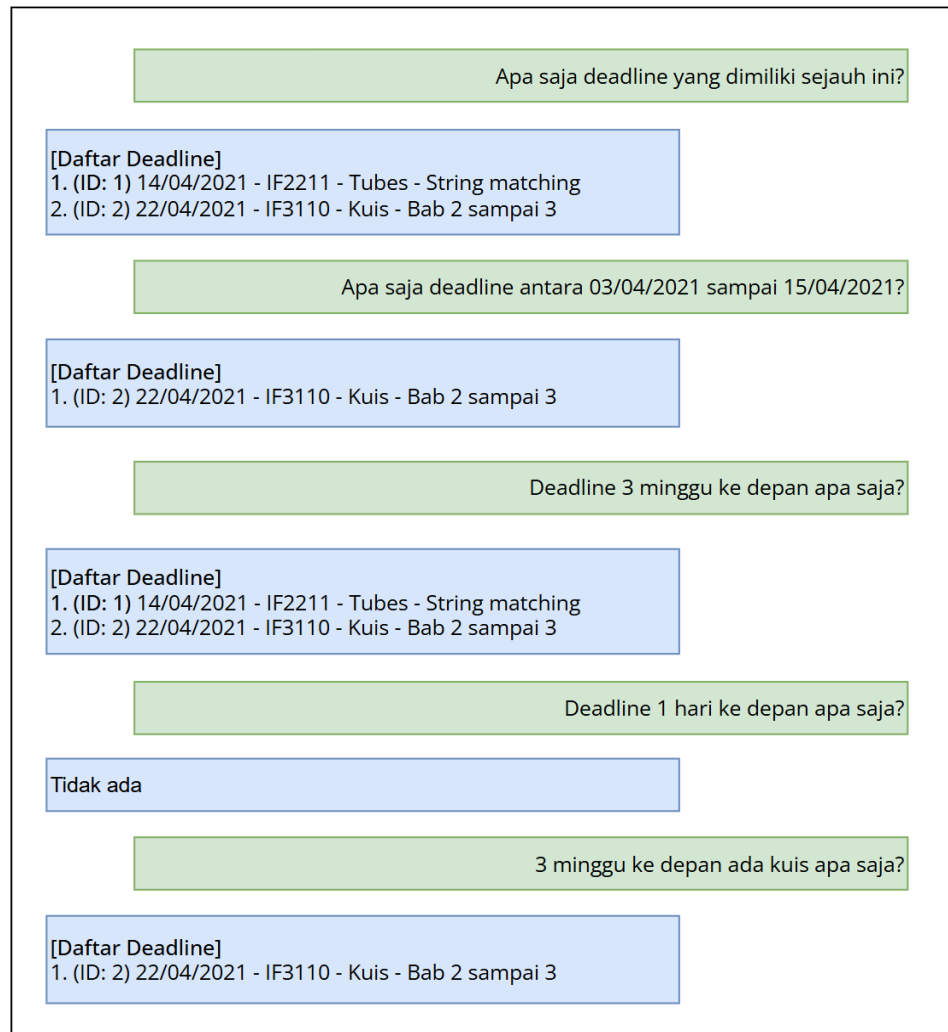 Apa saja deadline yang dimiliki sejauh ini?
[Daftar Deadline]
1. (ID: 1) 14/04/2021 - IF2211 - Tubes - String matching
2. (ID: 2) 22/04/2021 - IF3110 - Kuis - Bab 2 sampai 3
Apa saja deadline antara 03/04/2021 sampai 15/04/2021?
[Daftar Deadline]
1. (ID: 2) 22/04/2021 - IF3110 - Kuis - Bab 2 sampai 3
Deadline 3 minggu ke depan apa saja?
[Daftar Deadline]
1. (ID: 1) 14/04/2021 - IF2211 - Tubes - String matching
2. (ID: 2) 22/04/2021 - IF3110 - Kuis - Bab 2 sampai 3
Deadline 1 hari ke depan apa saja?
Tidak ada
3 minggu ke depan ada kuis apa saja?
[Daftar Deadline]
1. (ID: 2) 22/04/2021 - IF3110 - Kuis - Bab 2 sampai 3